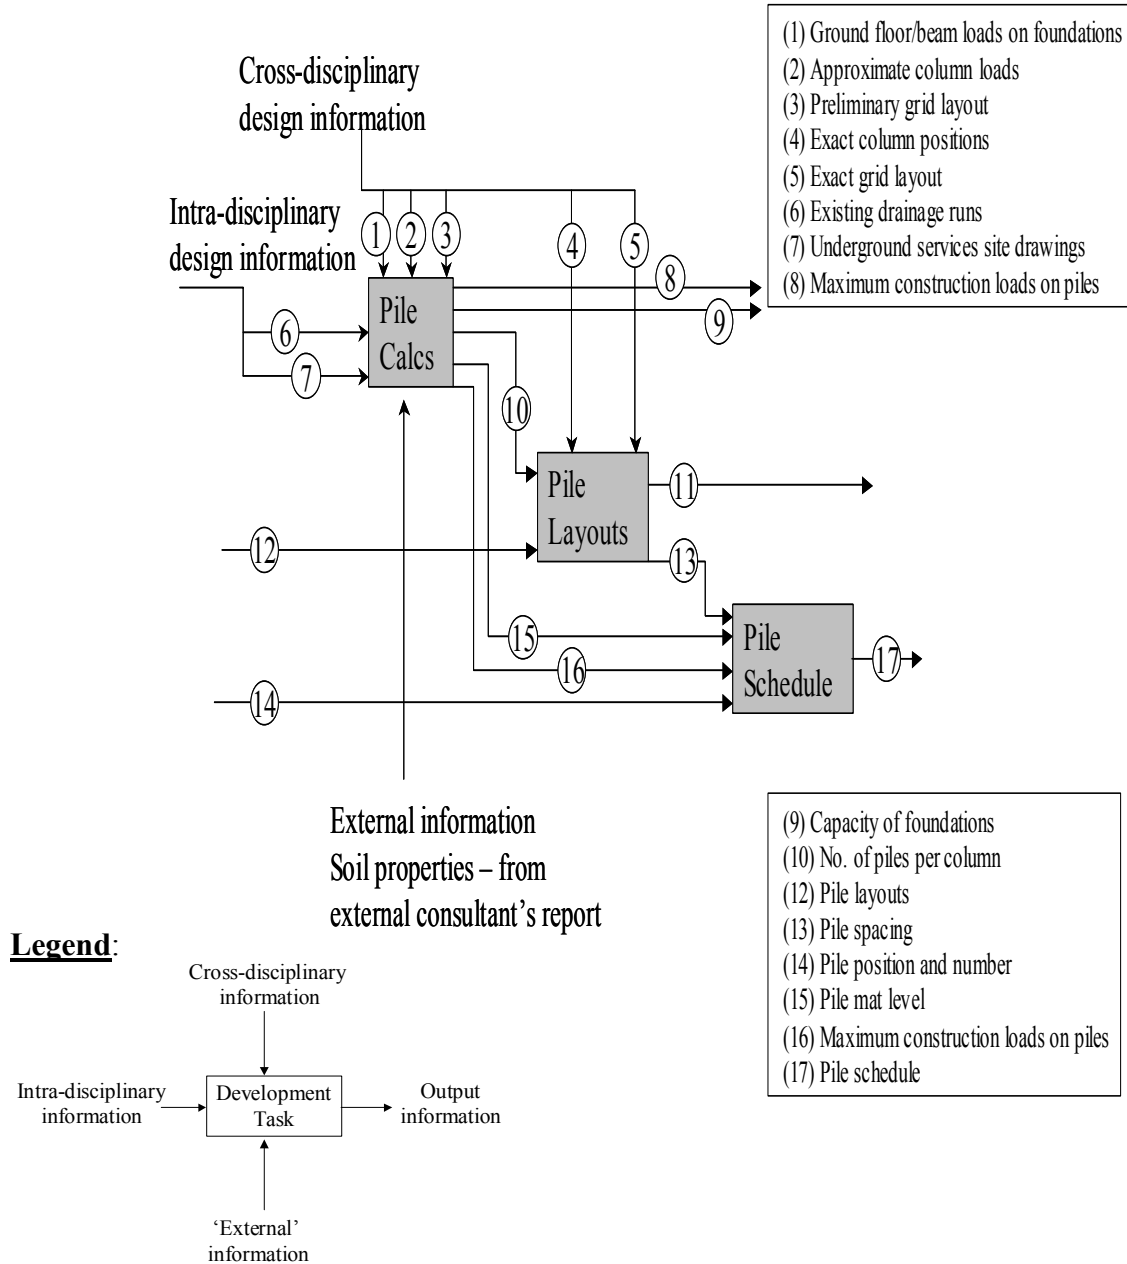 Cross-disciplinary
design information
Intra-disciplinary
design information
(1) Ground floor/beam loads on foundations
(2) Approximate column loads
(3) Preliminary grid layout
(4) Exact column positions
(5) Exact grid layout
(6) Existing drainage runs
(7) Underground services site drawings
(8) Maximum construction loads on piles
1
2
3
4
5
6
7
8
9
Pile
Calcs
10
Pile
Layouts
11
12
13
15
16
14
Pile
Schedule
17
External information
Soil properties – from
external consultant’s report
(9) Capacity of foundations
(10) No. of piles per column
(12) Pile layouts
(13) Pile spacing
(14) Pile position and number
(15) Pile mat level
(16) Maximum construction loads on piles
(17) Pile schedule
Legend:
Cross-disciplinary
information
Intra-disciplinary
information
Development
Task
Output
information
‘External’
information